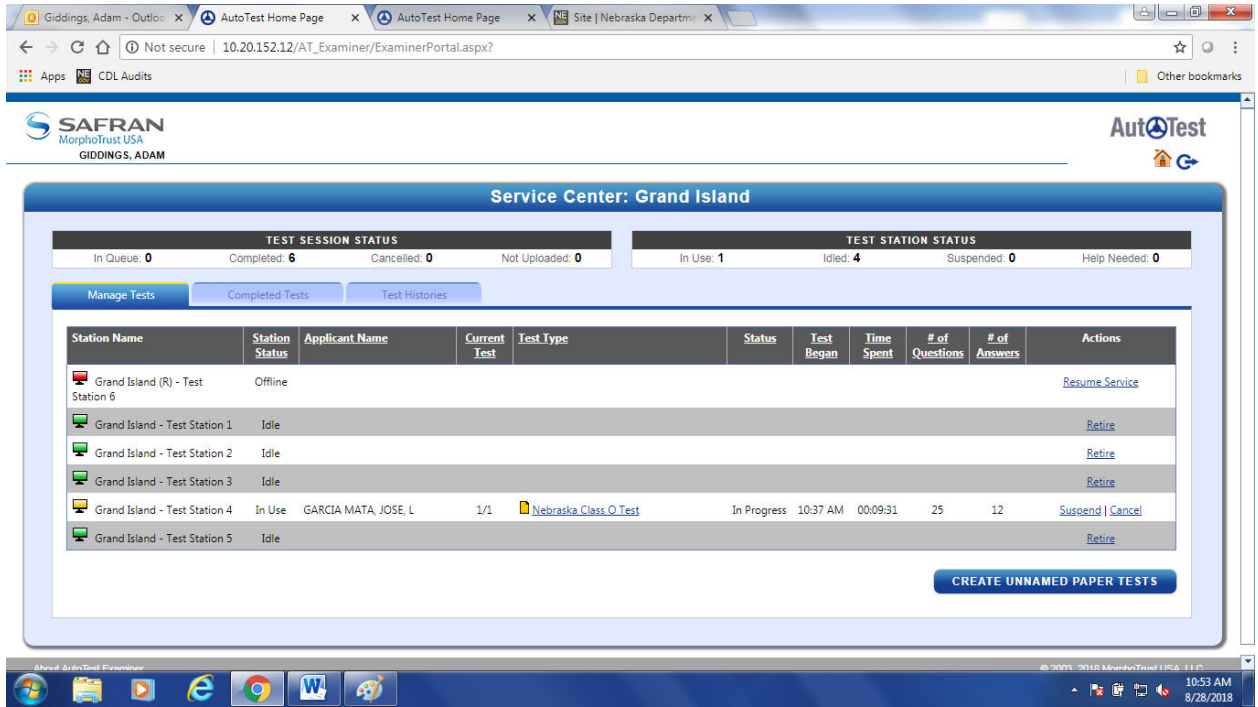 Giddings, Adam - Outloo
AutoTest Home Page
AutoTest Home Page
Site | Nebraska Departme
Not secure | 10.20.152.12/AT_Examiner/ExaminerPortal.aspx?
Apps NE GOV CDL Audits Other bookmarks
SAFRAN
MorphoTrust USA
GIDDINGS, ADAM
AutoTest
Service Center: Grand Island
TEST SESSION STATUS TEST STATION STATUS
In Queue: 0 Completed: 6 Cancelled: 0 Not Uploaded: 0 In Use: 1 Idled: 4 Suspended: 0 Help Needed: 0
Manage Tests Completed Tests Test Histories
Station Name Station Status Applicant Name Current Test Test Type Status Test Began Time Spent # of Questions # of Answers Actions
Grand Island (R) - Test Station 6 Offline Resume Service
Grand Island - Test Station 1 Idle Retire
Grand Island - Test Station 2 Idle Retire
Grand Island - Test Station 3 Idle Retire
Grand Island - Test Station 4 In Use GARCIA MATA, JOSE, L 1/1 Nebraska Class O Test In Progress 10:37 AM 00:09:31 25 12 Suspend | Cancel
Grand Island - Test Station 5 Idle Retire
CREATE UNNAMED PAPER TESTS
About AutoTest Examiner © 2003, 2018 MorphoTrust USA, LLC
10:53 AM
8/28/2018